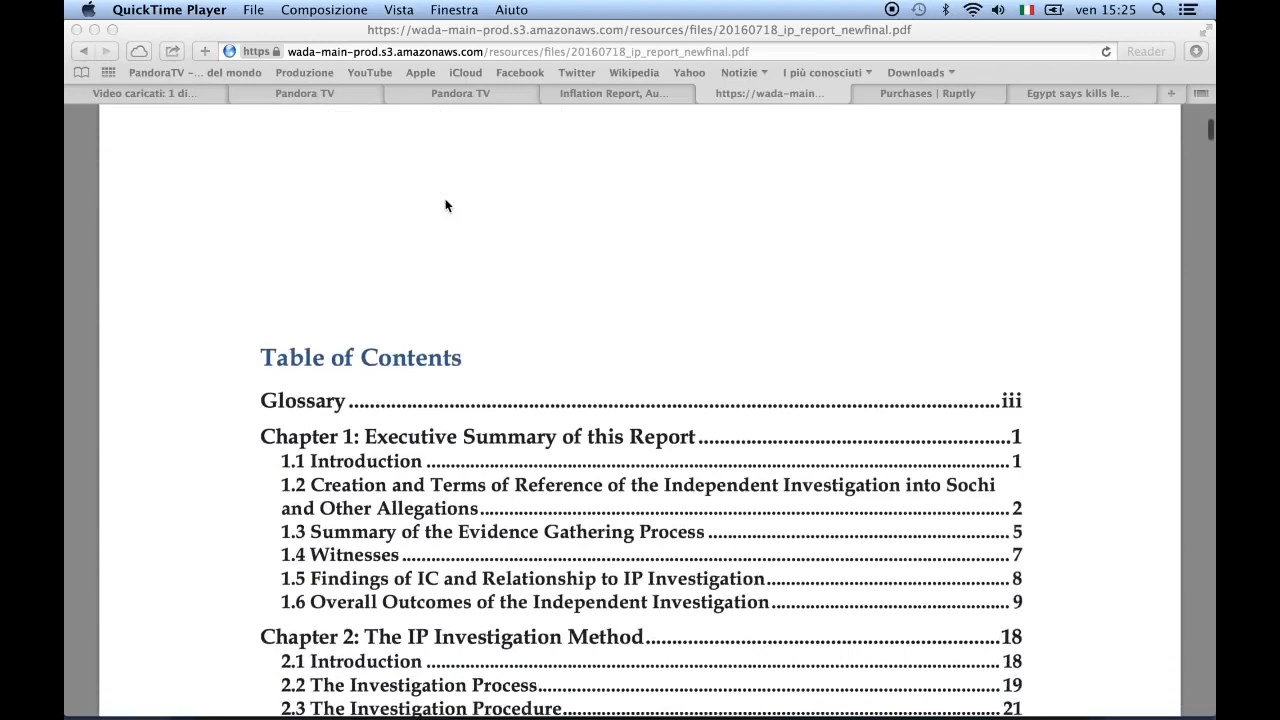 QuickTime Player File Composizione Vista Finestra Aiuto ven 15:25
https://wada-main-prod.s3.amazonaws.com/resources/files/20160718_ip_report_newfinal.pdf
https wada-main-prod.s3.amazonaws.com/resources/files/20160718_ip_report_newfinal.pdf Reader
PandoraTV –... del mondo Produzione YouTube Apple iCloud Facebook Twitter Wikipedia Yahoo Notizie I più conosciuti Downloads
Video caricati: 1 di... Pandora TV Pandora TV Inflation Report, Au... https://wada-main... Purchases | Ruptly Egypt says kills le... +
Table of Contents
Glossary iii
Chapter 1: Executive Summary of this Report 1
1.1 Introduction 1
1.2 Creation and Terms of Reference of the Independent Investigation into Sochi
and Other Allegations 2
1.3 Summary of the Evidence Gathering Process 5
1.4 Witnesses 7
1.5 Findings of IC and Relationship to IP Investigation 8
1.6 Overall Outcomes of the Independent Investigation 9
Chapter 2: The IP Investigation Method 18
2.1 Introduction 18
2.2 The Investigation Process 19
2.3 The Investigation Procedure 21